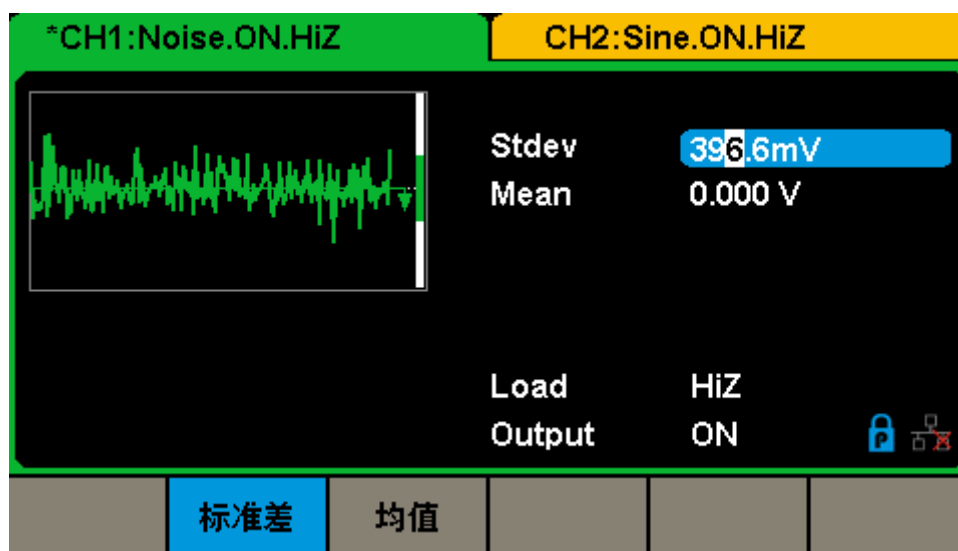 *CH1:Noise.ON.HiZ
CH2:Sine.ON.HiZ
Stdev 396.6mV
Mean 0.000 V
Load HiZ
Output ON
P
标准差 均值